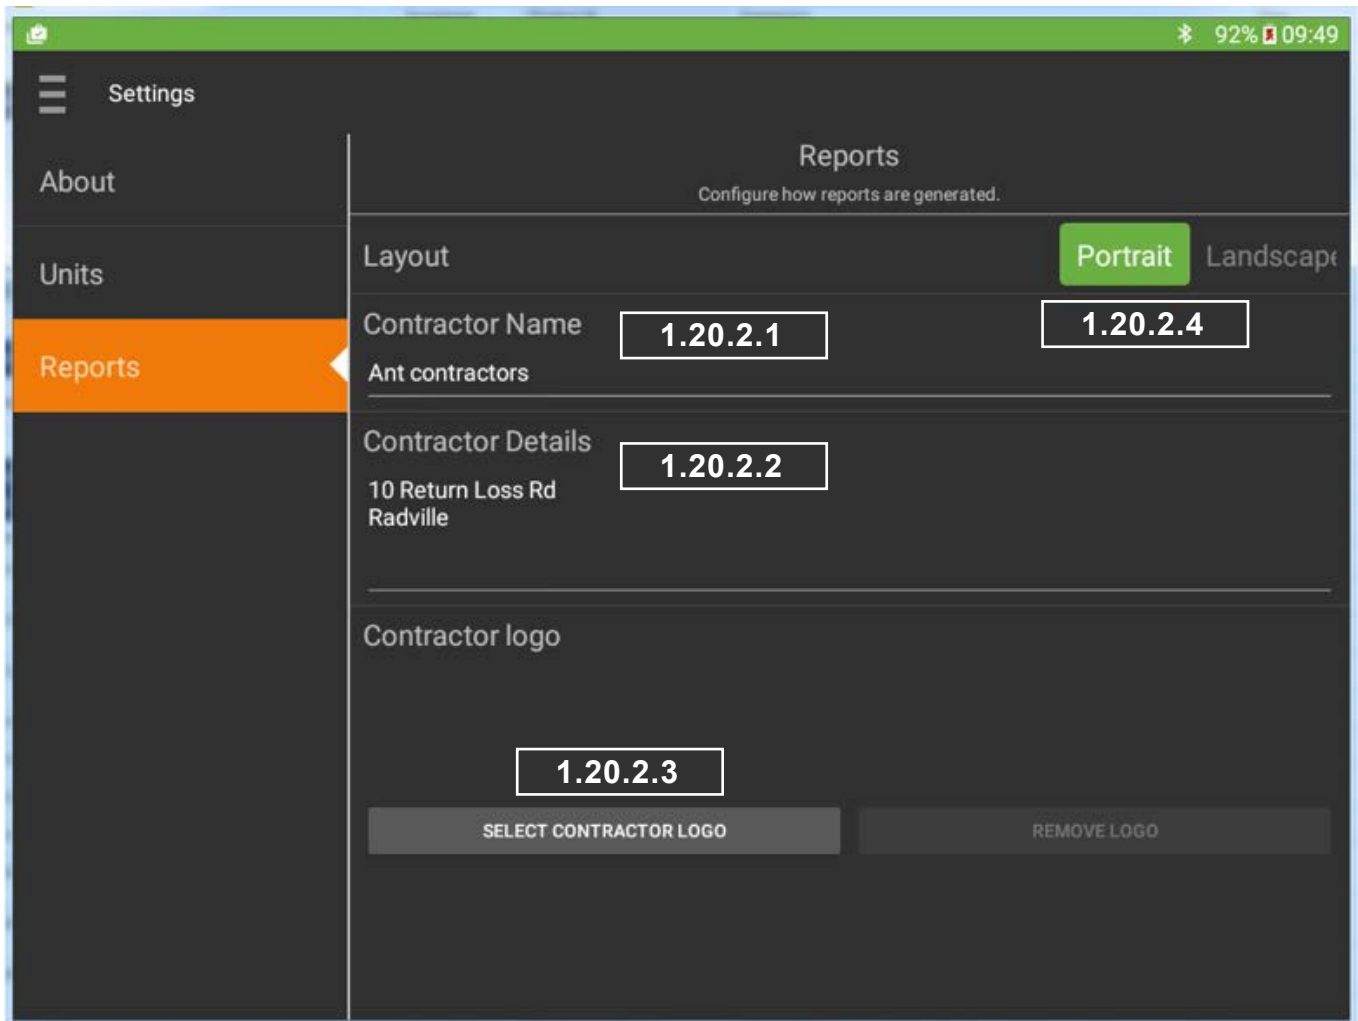 92% 09:49
Settings
About
Units
Reports
Reports
Configure how reports are generated.
Layout
Portrait Landscape
1.20.2.4
Contractor Name
1.20.2.1
Ant contractors
Contractor Details
1.20.2.2
10 Return Loss Rd
Radville
Contractor logo
1.20.2.3
SELECT CONTRACTOR LOGO
REMOVE LOGO